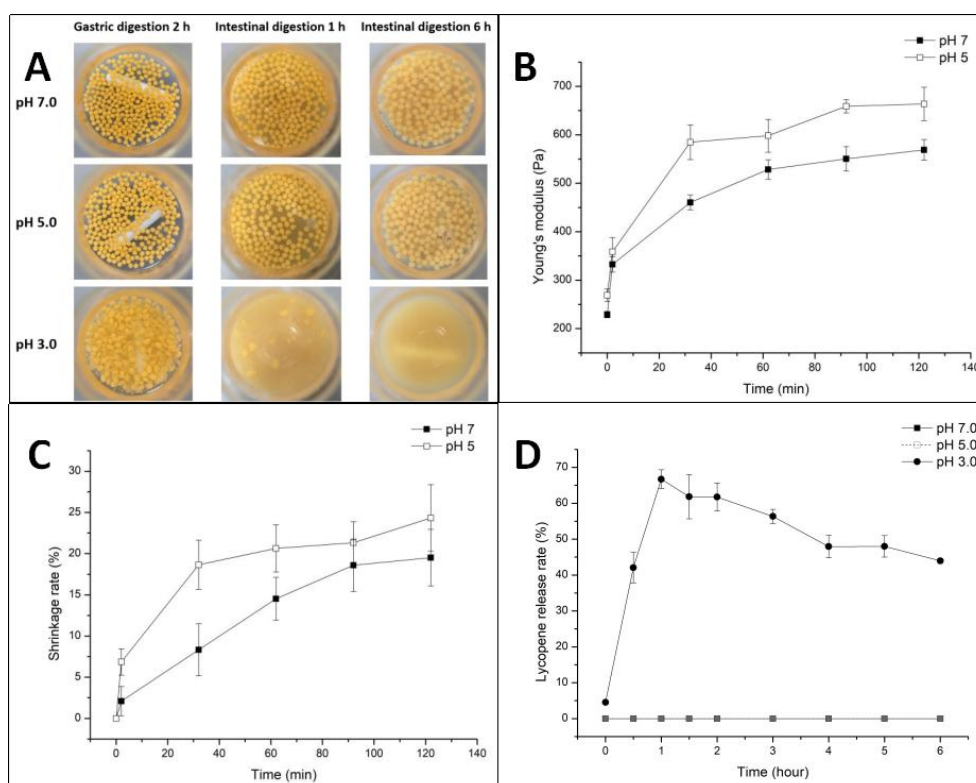 Gastric digestion 2 h Intestinal digestion 1 h Intestinal digestion 6 h
A
pH 7.0
pH 5.0
pH 3.0
B
pH 7
pH 5
700
600
500
400
300
200
Young's modulus (Pa)
0 20 40 60 80 100 120 140
Time (min)
C
pH 7
pH 5
30
25
20
15
10
5
0
Shrinkage rate (%)
0 20 40 60 80 100 120 140
Time (min)
D
pH 7.0
pH 5.0
pH 3.0
70
60
50
40
30
20
10
0
Lycopene release rate (%)
0 1 2 3 4 5 6
Time (hour)